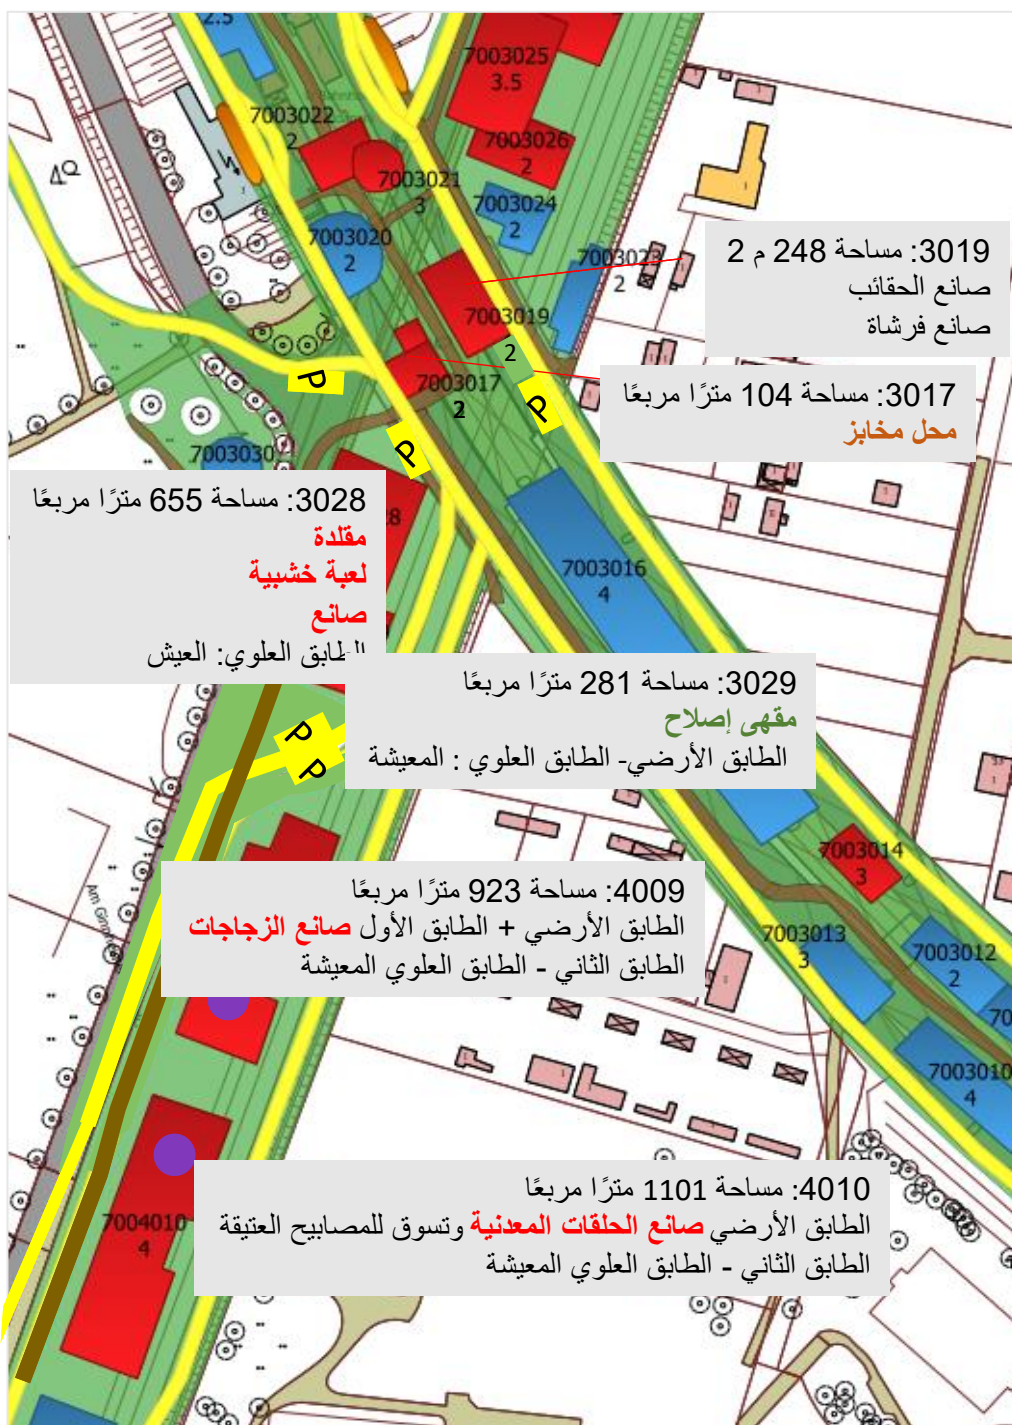 2.5
7003025
3.5
7003022
2
7003026
2
7003021
3
7003024
2
7003020
2
7003023
2
3019: مساحة 248 م 2
صانع الحقائب
صانع فرشاة
7003019
2
P
7003017
2
P
3017: مساحة 104 مترًا مربعًا
محل مخابز
P
7003030
3028: مساحة 655 مترًا مربعًا
مقلدة
لعبة خشبية
صانع
الطابق العلوي: العيش
28
7003016
4
3029: مساحة 281 مترًا مربعًا
مقهى إصلاح
الطابق الأرضي- الطابق العلوي : المعيشة
P
P
7003014
3
4009: مساحة 923 مترًا مربعًا
الطابق الأرضي + الطابق الأول صانع الزجاجات
الطابق الثاني - الطابق العلوي المعيشة
7003013
3
7003012
2
70
7003010
4
4010: مساحة 1101 مترًا مربعًا
الطابق الأرضي صانع الحلقات المعدنية وتسوق للمصابيح العتيقة
الطابق الثاني - الطابق العلوي المعيشة
7004010
4